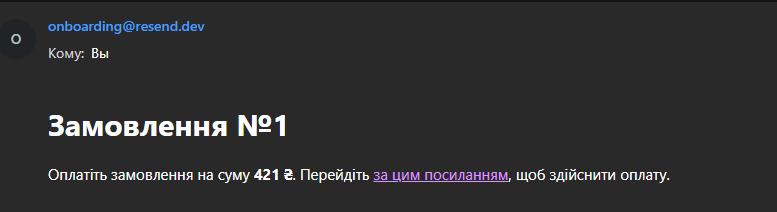 O
onboarding@resend.dev
Кому: Вы
Замовлення №1
Оплатіть замовлення на суму 421 ₴. Перейдіть за цим посиланням, щоб здійснити оплату.